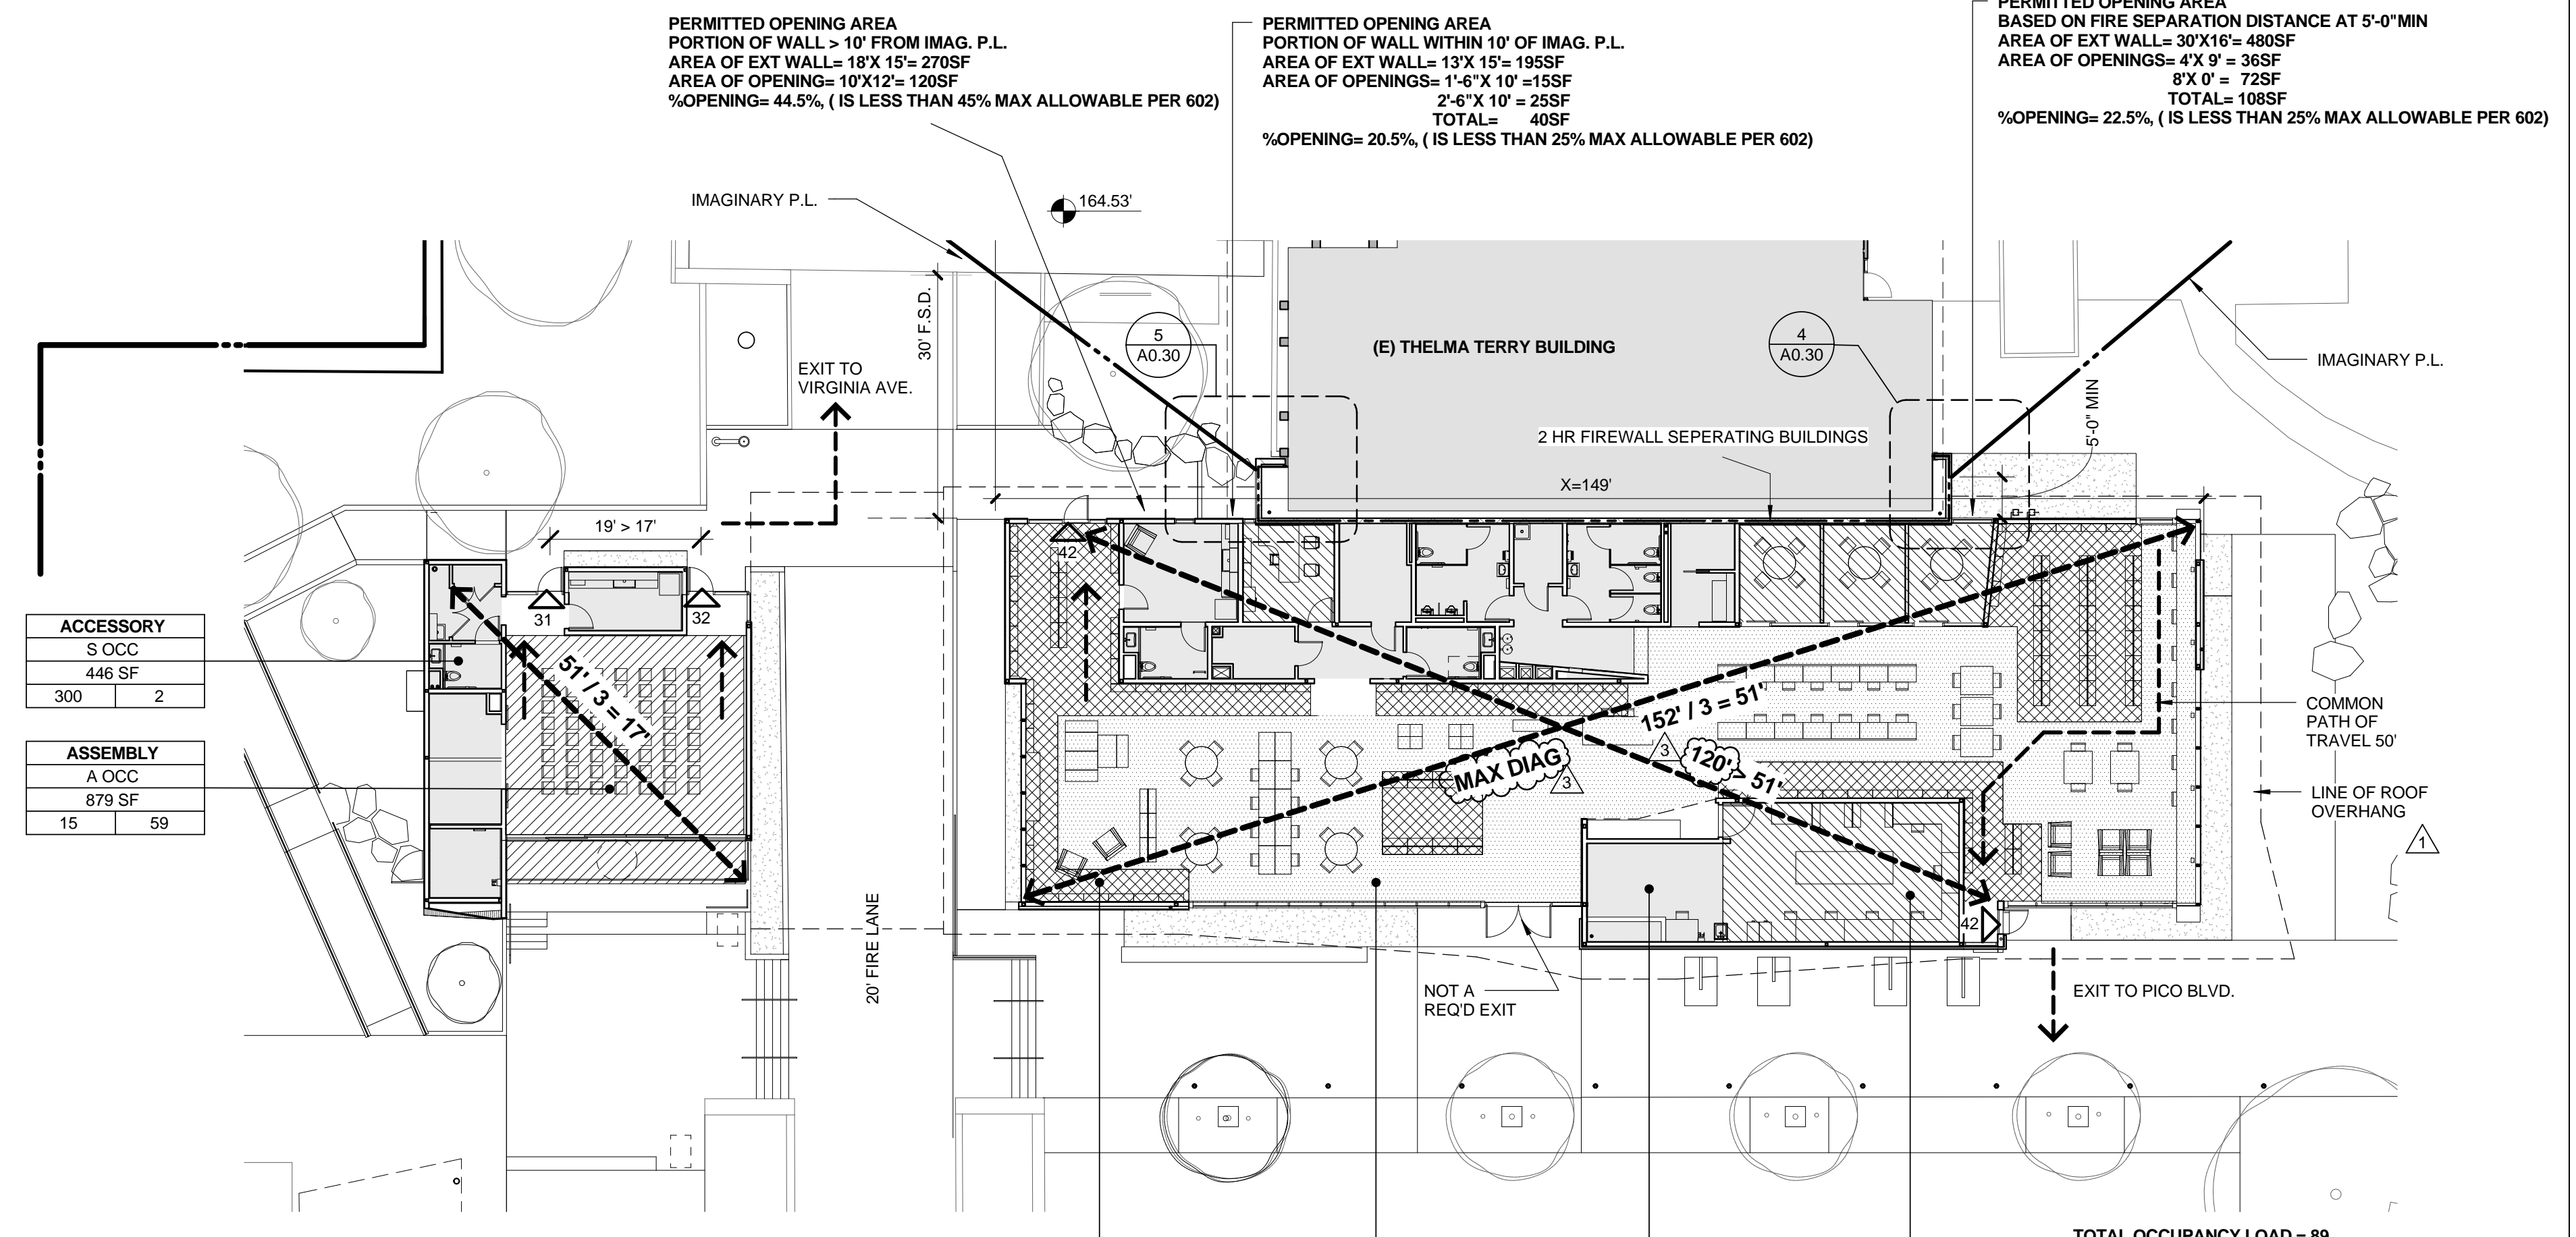 PERMITTED OPENING AREA
PORTION OF WALL > 10' FROM IMAG. P.L.
AREA OF EXT WALL= 18'X 15'= 270SF
AREA OF OPENING= 10'X12'= 120SF
%OPENING= 44.5%, ( IS LESS THAN 45% MAX ALLOWABLE PER 602)
PERMITTED OPENING AREA
PORTION OF WALL WITHIN 10' OF IMAG. P.L.
AREA OF EXT WALL= 13'X 15'= 195SF
AREA OF OPENINGS= 1'-6"X 10' =15SF
2'-6"X 10' = 25SF
TOTAL= 40SF
%OPENING= 20.5%, ( IS LESS THAN 25% MAX ALLOWABLE PER 602)
PERMITTED OPENING AREA
BASED ON FIRE SEPARATION DISTANCE AT 5'-0"MIN
AREA OF EXT WALL= 30'X16'= 480SF
AREA OF OPENINGS= 4'X 9' = 36SF
8'X 0' = 72SF
TOTAL= 108SF
%OPENING= 22.5%, ( IS LESS THAN 25% MAX ALLOWABLE PER 602)
IMAGINARY P.L.
164.53'
30' F.S.D.
5
A0.30
(E) THELMA TERRY BUILDING
4
A0.30
IMAGINARY P.L.
EXIT TO
VIRGINIA AVE.
5'-0" MIN
2 HR FIREWALL SEPERATING BUILDINGS
X=149'
19' > 17'
42
31
32
ACCESSORY
S OCC
446 SF
300 2
51' / 3 = 17'
ASSEMBLY
A OCC
879 SF
15 59
152' / 3 = 51'
3
MAX DIAG
3
120' > 51'
COMMON
PATH OF
TRAVEL 50'
LINE OF ROOF
OVERHANG
1
20' FIRE LANE
42
NOT A
REQ'D EXIT
EXIT TO PICO BLVD.
TOTAL OCCUPANCY LOAD = 89